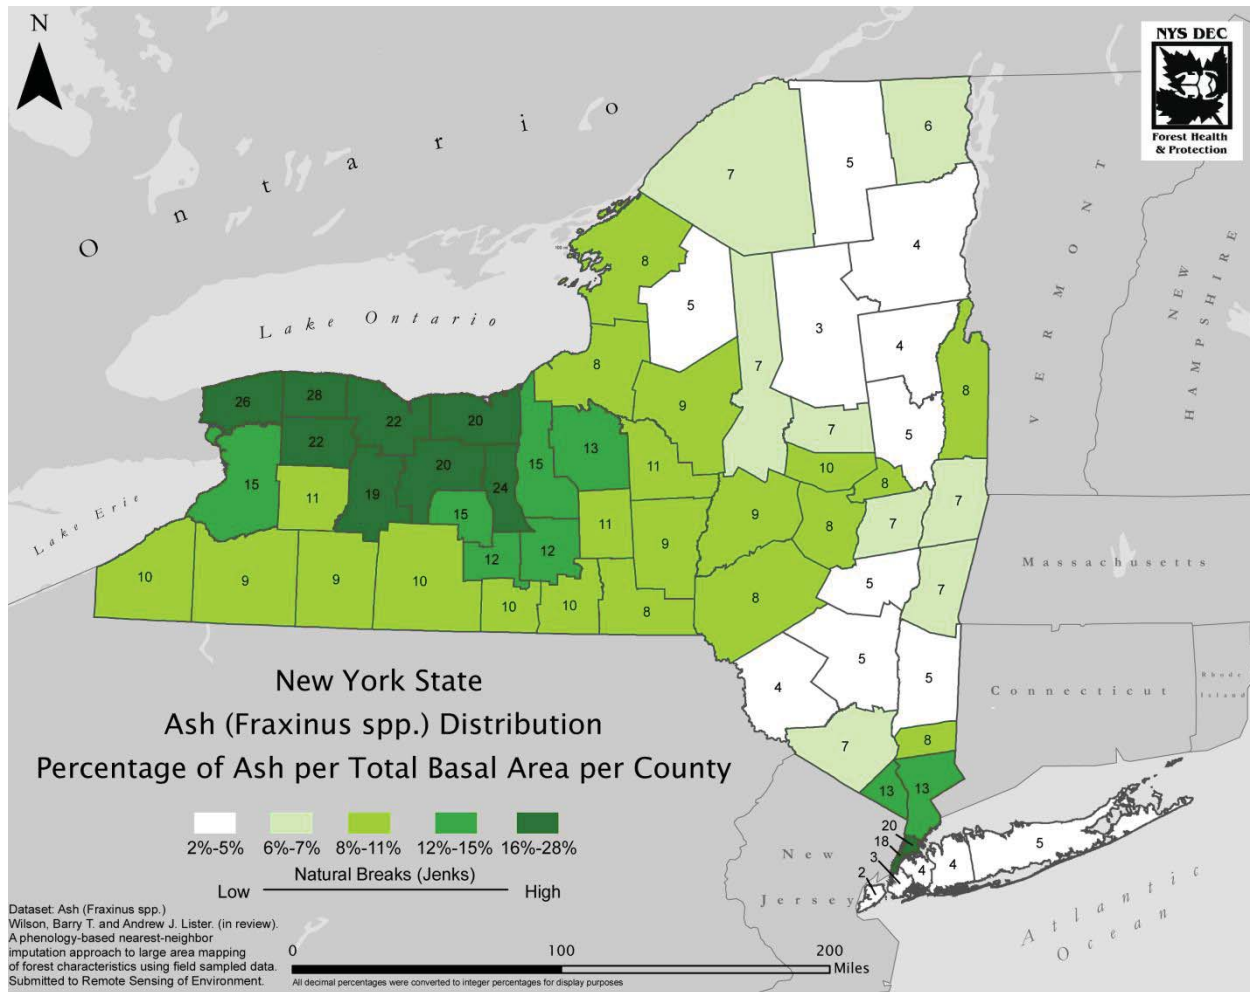 N
NYS DEC
Forest Health
& Protection
Ontario
VERMONT
NEW
HAMPSHIRE
Lake Ontario
Lake Erie
Massachusetts
Connecticut
Rhode
Island
New
Jersey
Atlantic
Ocean
6
7
5
4
8
5
3
4
8
7
8
9
7
5
26
28
22
20
22
20
15
13
11
10
8
7
15
11
19
24
15
11
9
9
8
7
12
12
5
7
10
9
9
10
10
10
8
8
5
5
4
7
8
13
13
20
18
3
2
4
4
5
New York State
Ash (Fraxinus spp.) Distribution
Percentage of Ash per Total Basal Area per County
2%-5% 6%-7% 8%-11% 12%-15% 16%-28%
Natural Breaks (Jenks)
Low High
Dataset: Ash (Fraxinus spp.)
Wilson, Barry T. and Andrew J. Lister. (in review).
A phenology-based nearest-neighbor
imputation approach to large area mapping
of forest characteristics using field sampled data.
Submitted to Remote Sensing of Environment.
0 100 200
Miles
All decimal percentages were converted to integer percentages for display purposes